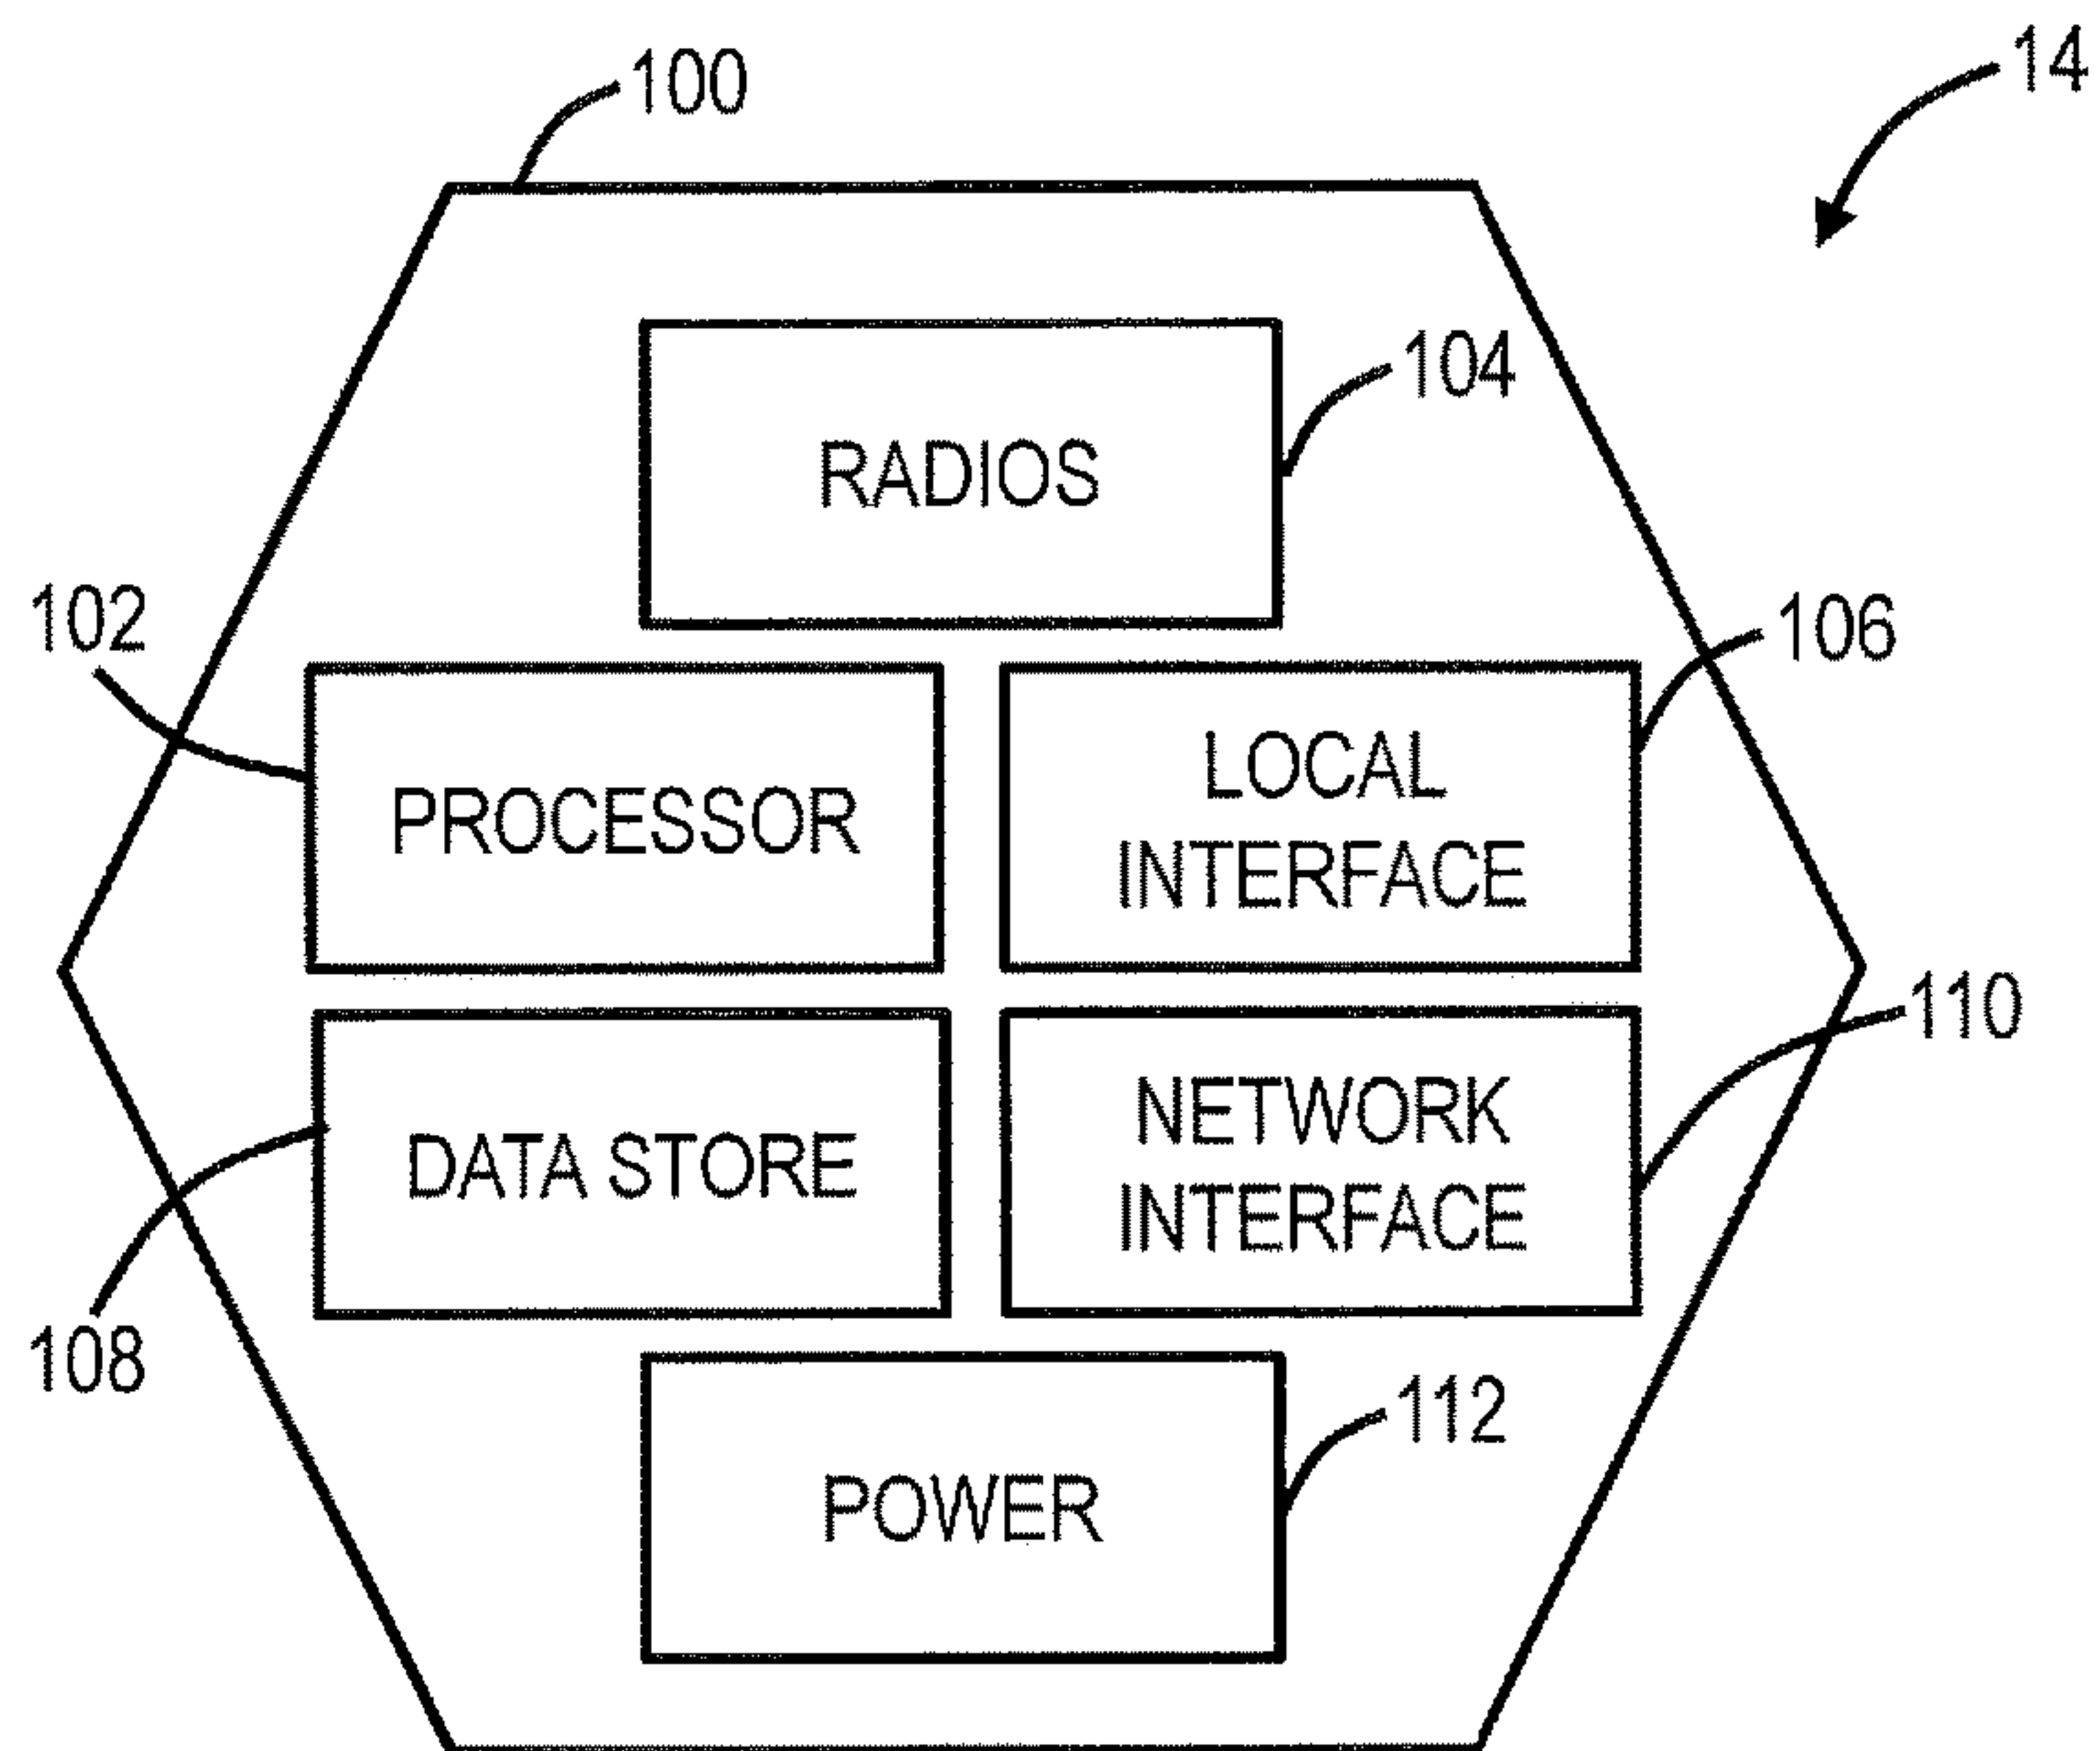 100
14
RADIOS
104
102
106
PROCESSOR
LOCAL
INTERFACE
110
DATA STORE
NETWORK
INTERFACE
108
POWER
112